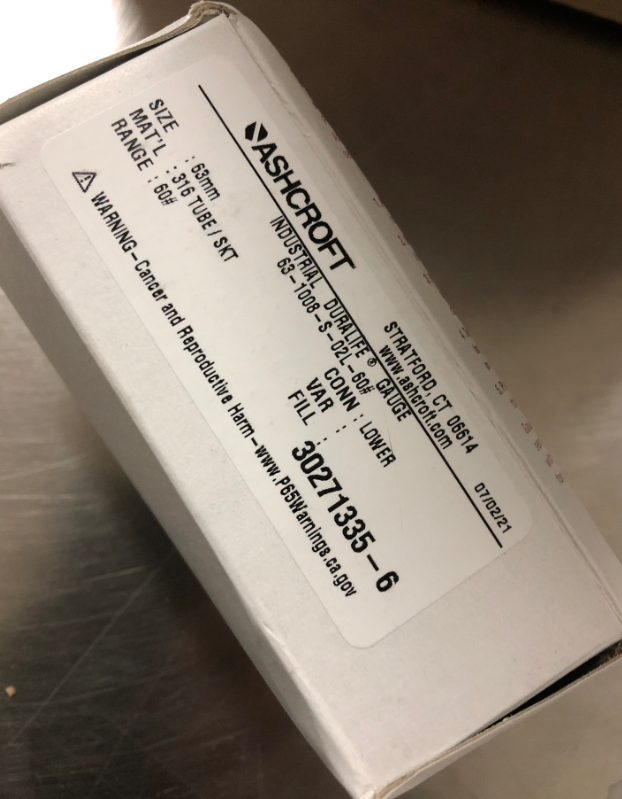 ASHCROFT
STRATFORD, CT 06614
www.ashcroft.com
07/02/21
INDUSTRIAL DURALIFE® GAUGE
63-1008-S-02L-60#
SIZE : 63mm
MAT'L : 316 TUBE / SKT
RANGE : 60#
CONN : LOWER
VAR :
FILL :
30271335-6
WARNING-Cancer and Reproductive Harm-www.P65Warnings.ca.gov